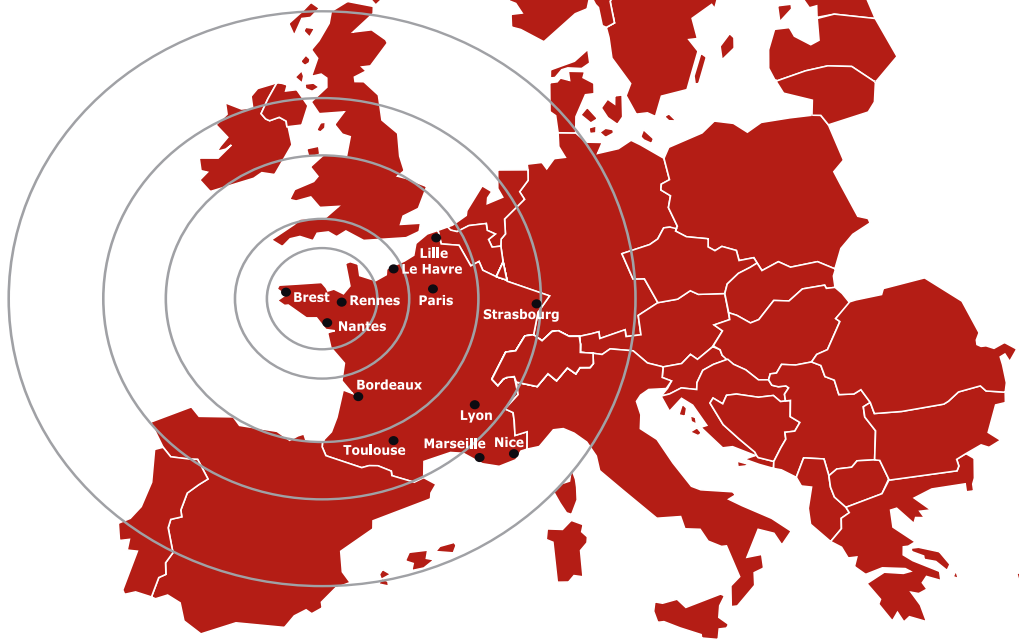 Lille
Le Havre
Brest
Rennes
Paris
Strasbourg
Nantes
Bordeaux
Lyon
Toulouse
Marseille
Nice